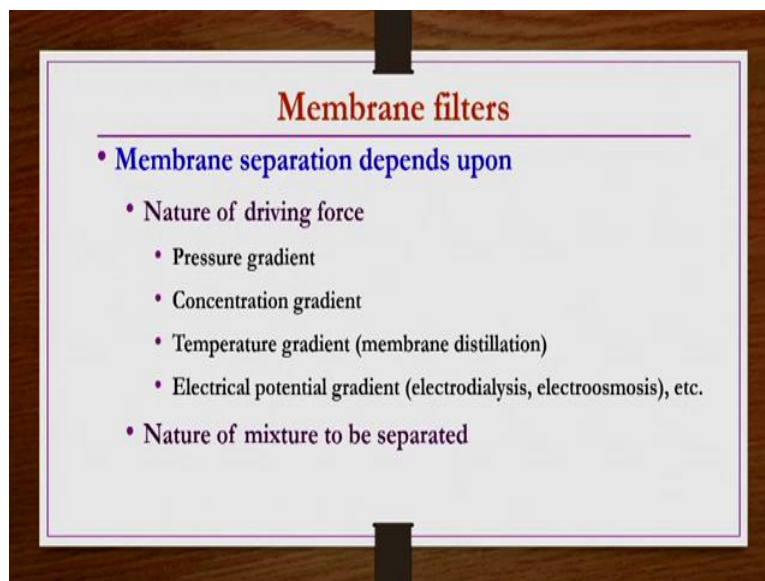 Membrane filters
• Membrane separation depends upon
• Nature of driving force
• Pressure gradient
• Concentration gradient
• Temperature gradient (membrane distillation)
• Electrical potential gradient (electrodialysis, electroosmosis), etc.
• Nature of mixture to be separated